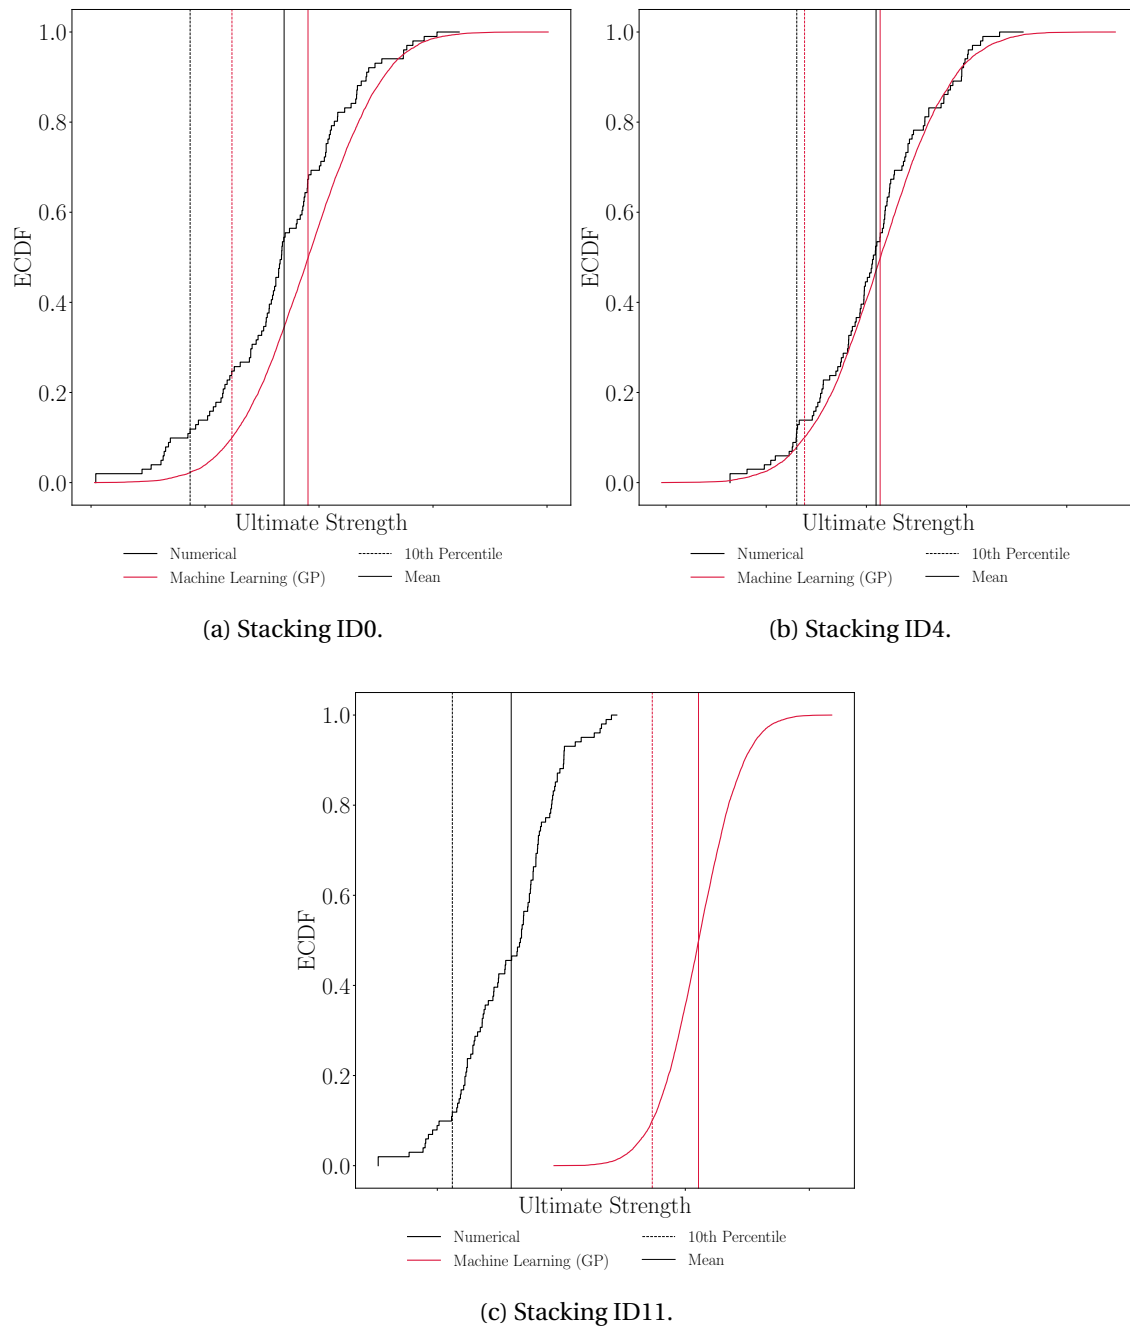 1.0
0.8
0.6
0.4
0.2
0.0
ECDF
Ultimate Strength
Numerical
Machine Learning (GP)
10th Percentile
Mean
(a) Stacking ID0.
1.0
0.8
0.6
0.4
0.2
0.0
ECDF
Ultimate Strength
Numerical
Machine Learning (GP)
10th Percentile
Mean
(b) Stacking ID4.
1.0
0.8
0.6
0.4
0.2
0.0
ECDF
Ultimate Strength
Numerical
Machine Learning (GP)
10th Percentile
Mean
(c) Stacking ID11.